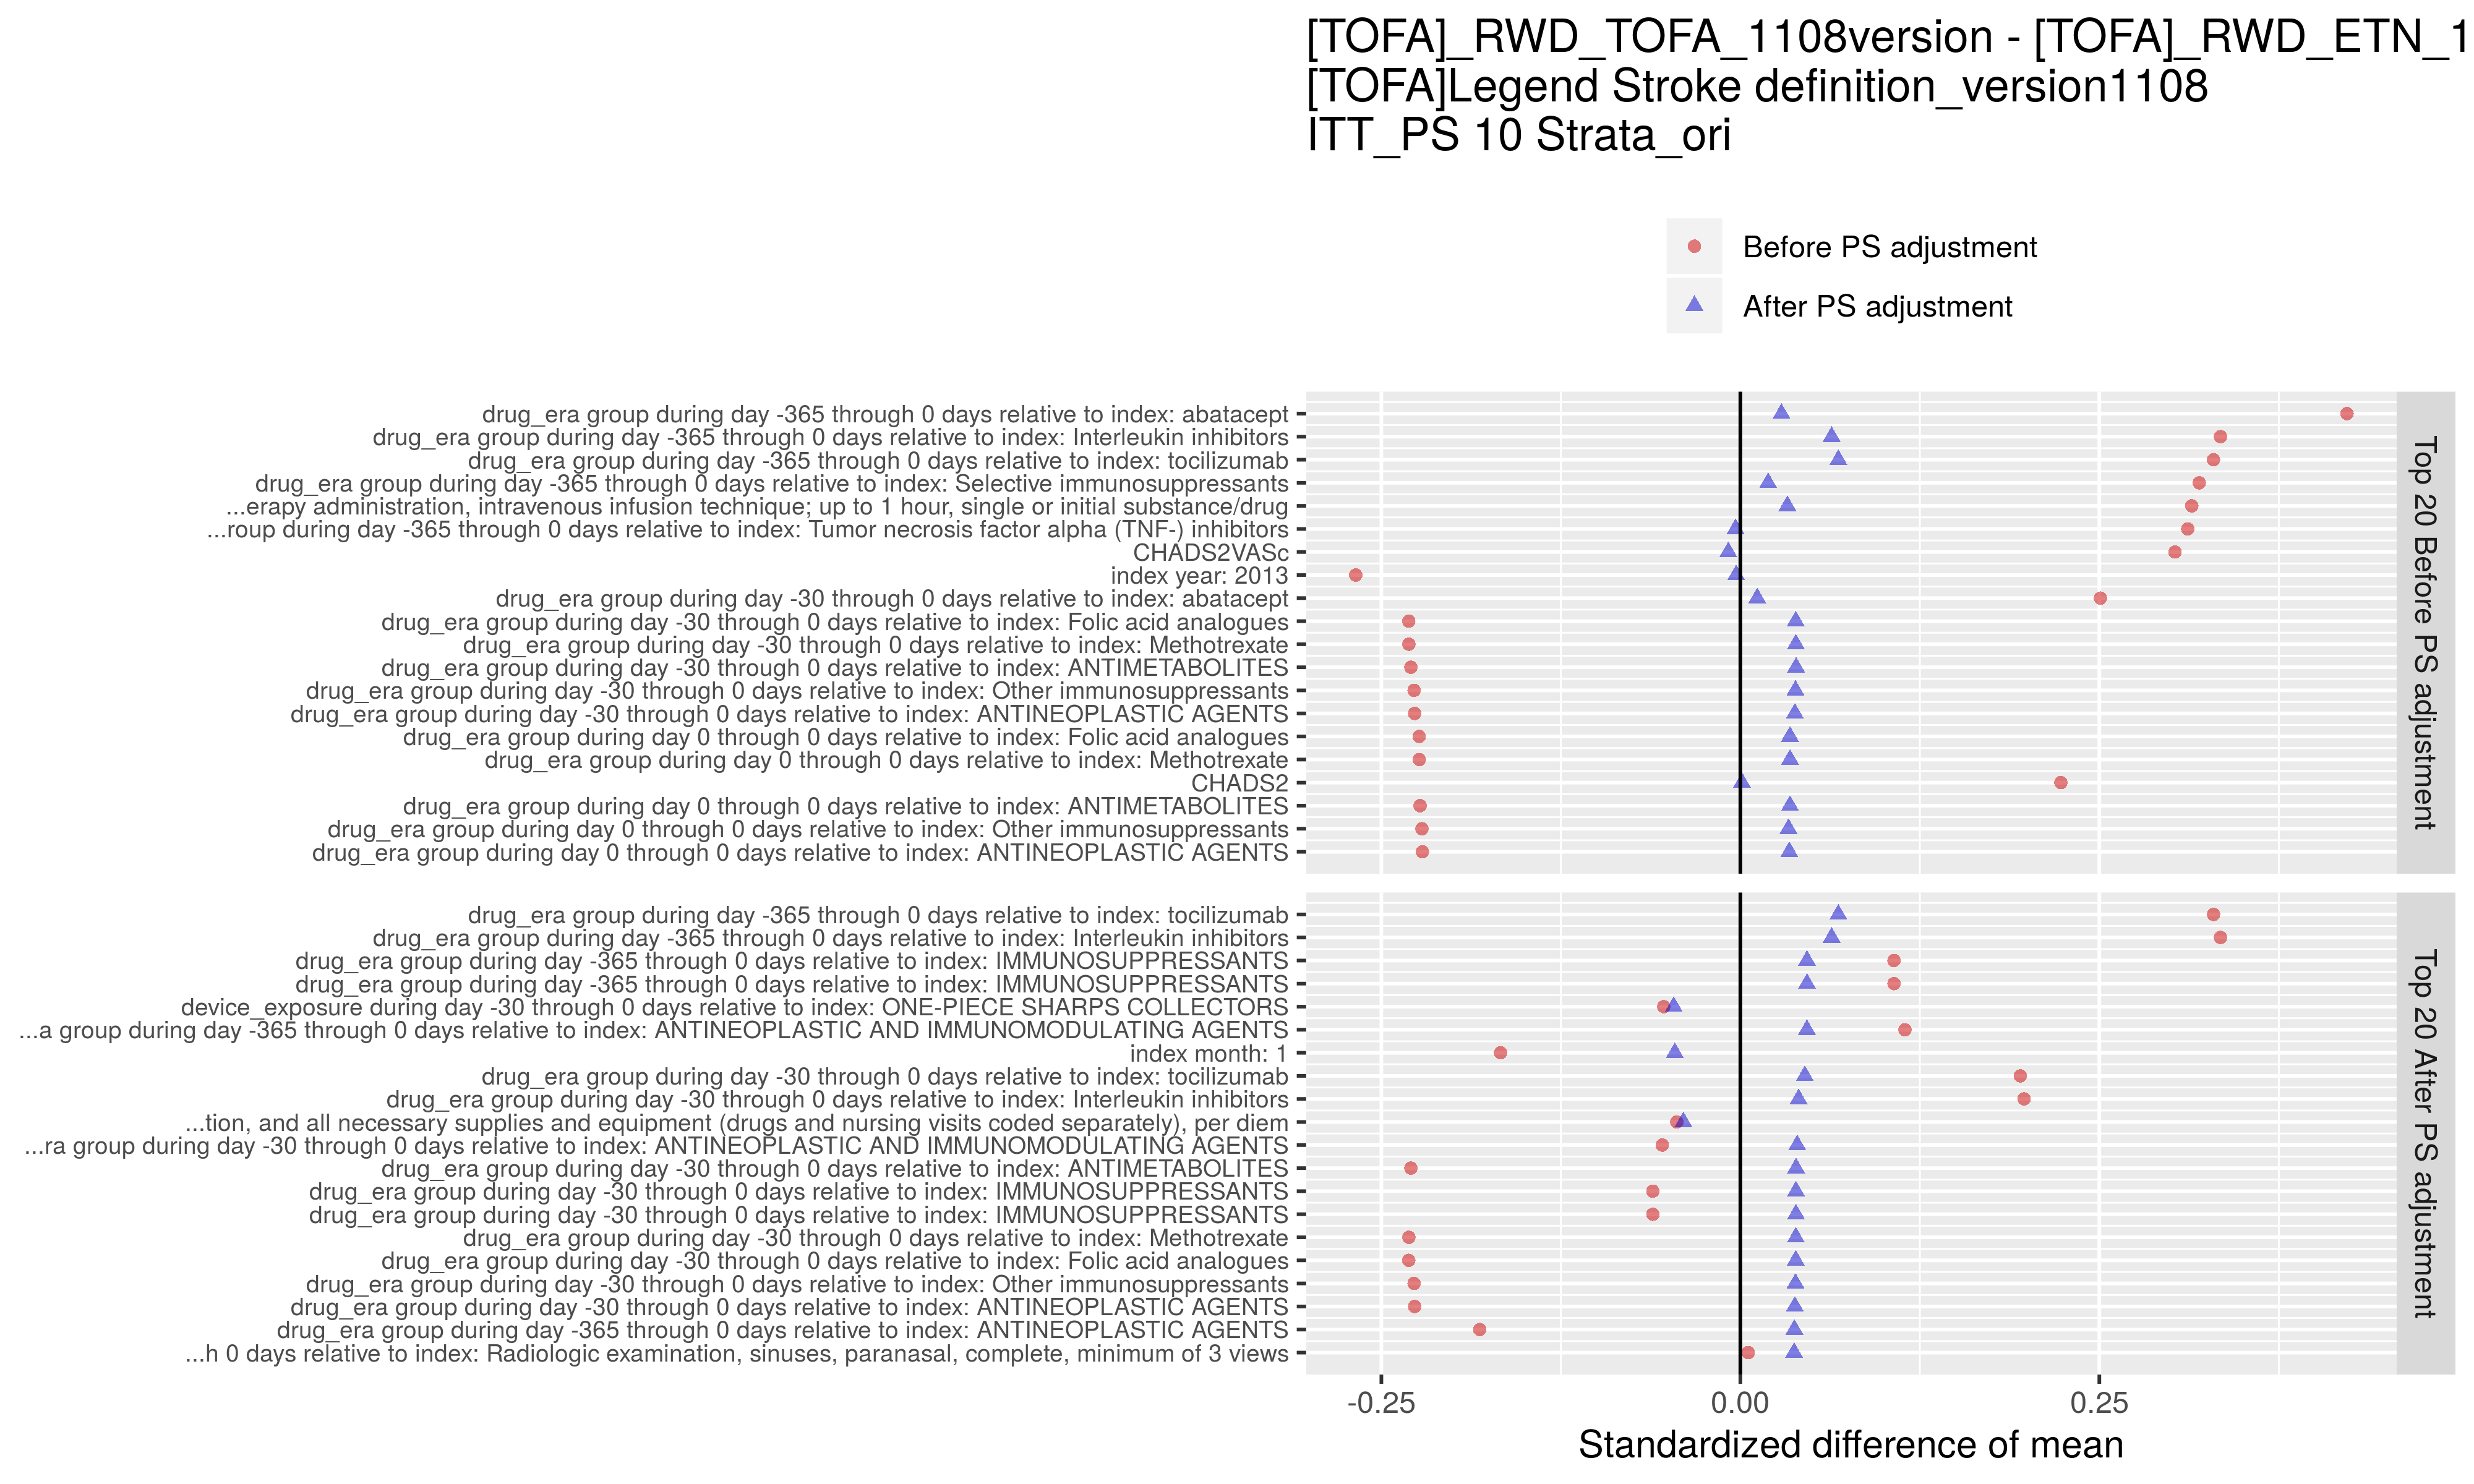 [TOFA]_RWD_TOFA_1108version - [TOFA]_RWD_ETN_1
[TOFA]Legend Stroke definition_version1108
ITT_PS 10 Strata_ori
Before PS adjustment
After PS adjustment
drug_era group during day -365 through 0 days relative to index: abatacept
drug_era group during day -365 through 0 days relative to index: Interleukin inhibitors
drug_era group during day -365 through 0 days relative to index: tocilizumab
drug_era group during day -365 through 0 days relative to index: Selective immunosuppressants
...erapy administration, intravenous infusion technique; up to 1 hour, single or initial substance/drug
...roup during day -365 through 0 days relative to index: Tumor necrosis factor alpha (TNF-) inhibitors
CHADS2VASc
index year: 2013
drug_era group during day -30 through 0 days relative to index: abatacept
drug_era group during day -30 through 0 days relative to index: Folic acid analogues
drug_era group during day -30 through 0 days relative to index: Methotrexate
drug_era group during day -30 through 0 days relative to index: ANTIMETABOLITES
drug_era group during day -30 through 0 days relative to index: Other immunosuppressants
drug_era group during day -30 through 0 days relative to index: ANTINEOPLASTIC AGENTS
drug_era group during day 0 through 0 days relative to index: Folic acid analogues
drug_era group during day 0 through 0 days relative to index: Methotrexate
CHADS2
drug_era group during day 0 through 0 days relative to index: ANTIMETABOLITES
drug_era group during day 0 through 0 days relative to index: Other immunosuppressants
drug_era group during day 0 through 0 days relative to index: ANTINEOPLASTIC AGENTS
Top 20 Before PS adjustment
drug_era group during day -365 through 0 days relative to index: tocilizumab
drug_era group during day -365 through 0 days relative to index: Interleukin inhibitors
drug_era group during day -365 through 0 days relative to index: IMMUNOSUPPRESSANTS
drug_era group during day -365 through 0 days relative to index: IMMUNOSUPPRESSANTS
device_exposure during day -30 through 0 days relative to index: ONE-PIECE SHARPS COLLECTORS
...a group during day -365 through 0 days relative to index: ANTINEOPLASTIC AND IMMUNOMODULATING AGENTS
index month: 1
drug_era group during day -30 through 0 days relative to index: tocilizumab
drug_era group during day -30 through 0 days relative to index: Interleukin inhibitors
...tion, and all necessary supplies and equipment (drugs and nursing visits coded separately), per diem
...ra group during day -30 through 0 days relative to index: ANTINEOPLASTIC AND IMMUNOMODULATING AGENTS
drug_era group during day -30 through 0 days relative to index: ANTIMETABOLITES
drug_era group during day -30 through 0 days relative to index: IMMUNOSUPPRESSANTS
drug_era group during day -30 through 0 days relative to index: IMMUNOSUPPRESSANTS
drug_era group during day -30 through 0 days relative to index: Methotrexate
drug_era group during day -30 through 0 days relative to index: Folic acid analogues
drug_era group during day -30 through 0 days relative to index: Other immunosuppressants
drug_era group during day -30 through 0 days relative to index: ANTINEOPLASTIC AGENTS
drug_era group during day -365 through 0 days relative to index: ANTINEOPLASTIC AGENTS
...h 0 days relative to index: Radiologic examination, sinuses, paranasal, complete, minimum of 3 views
Top 20 After PS adjustment
-0.25 0.00 0.25
Standardized difference of mean